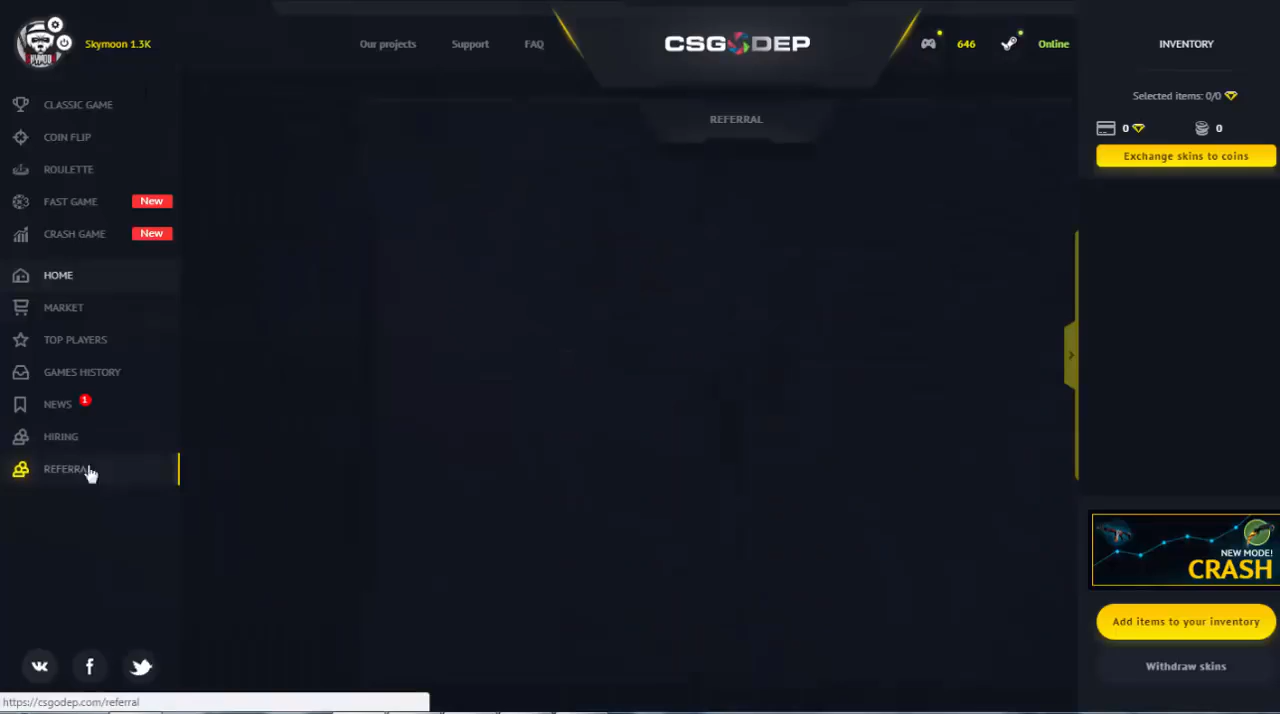 Skymoon 1.3K
Our projects
Support
FAQ
CSGODEP
646
Online
INVENTORY
Selected items: 0/0
0
0
Exchange skins to coins
REFERRAL
CLASSIC GAME
COIN FLIP
ROULETTE
FAST GAME New
CRASH GAME New
HOME
MARKET
TOP PLAYERS
GAMES HISTORY
NEWS 1
HIRING
REFERRAL
NEW MODE!
CRASH
Add items to your inventory
Withdraw skins
https://csgodep.com/referral